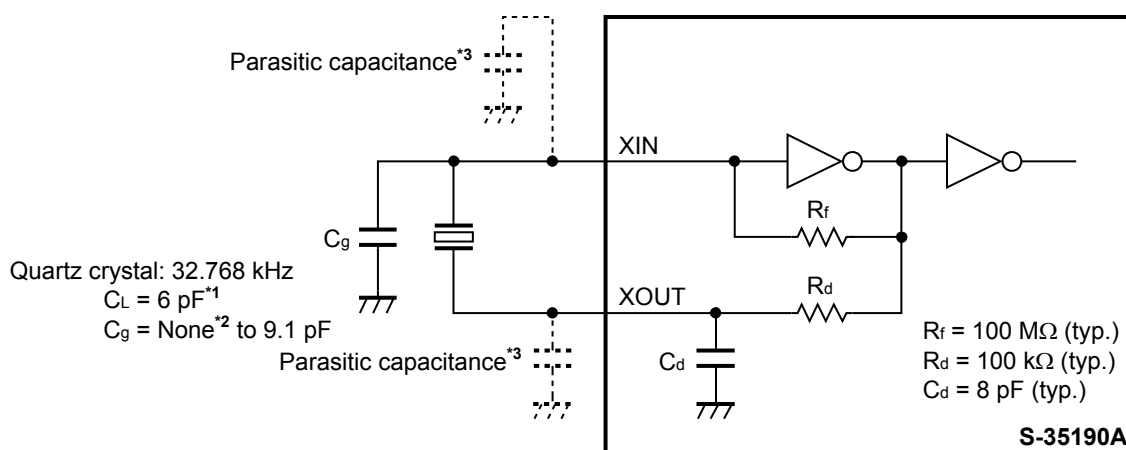 Parasitic capacitance*3
XIN
Rf
Cg
Quartz crystal: 32.768 kHz
CL = 6 pF*1
Cg = None*2 to 9.1 pF
XOUT
Rd
Parasitic capacitance*3
Cd
Rf = 100 MΩ (typ.)
Rd = 100 kΩ (typ.)
Cd = 8 pF (typ.)
S-35190A